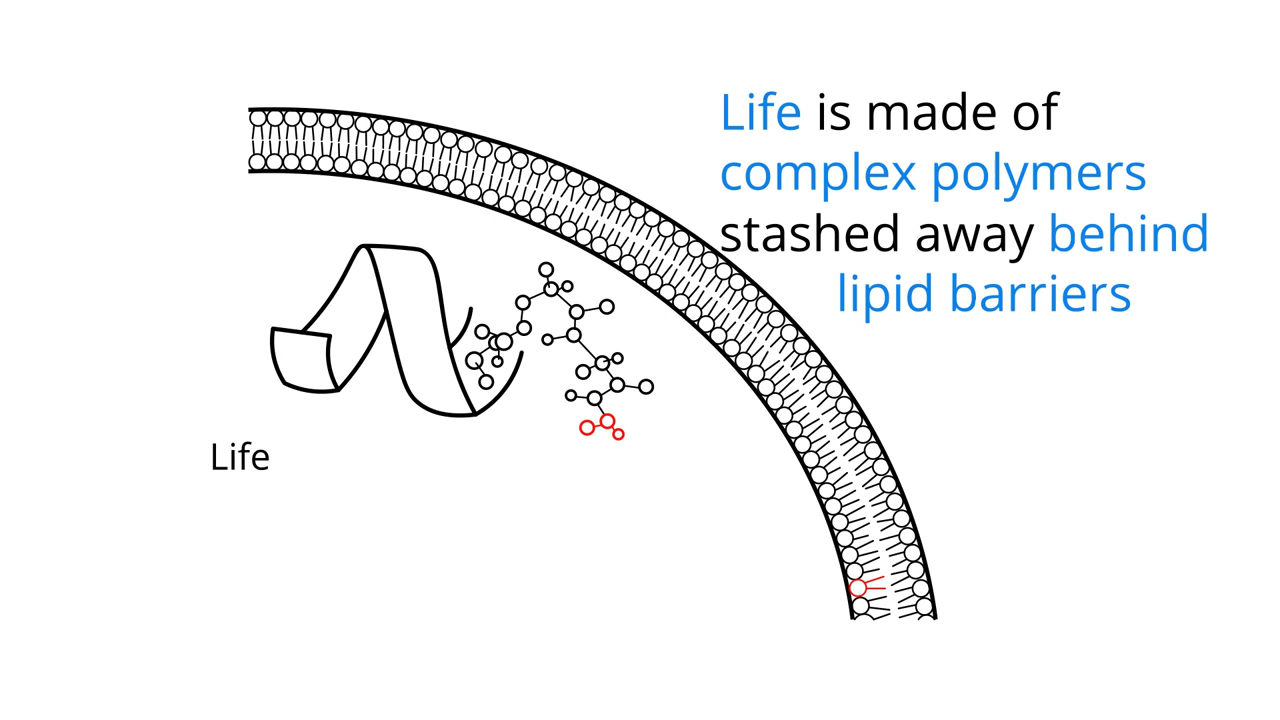 Life is made of
complex polymers
stashed away behind
lipid barriers
Life